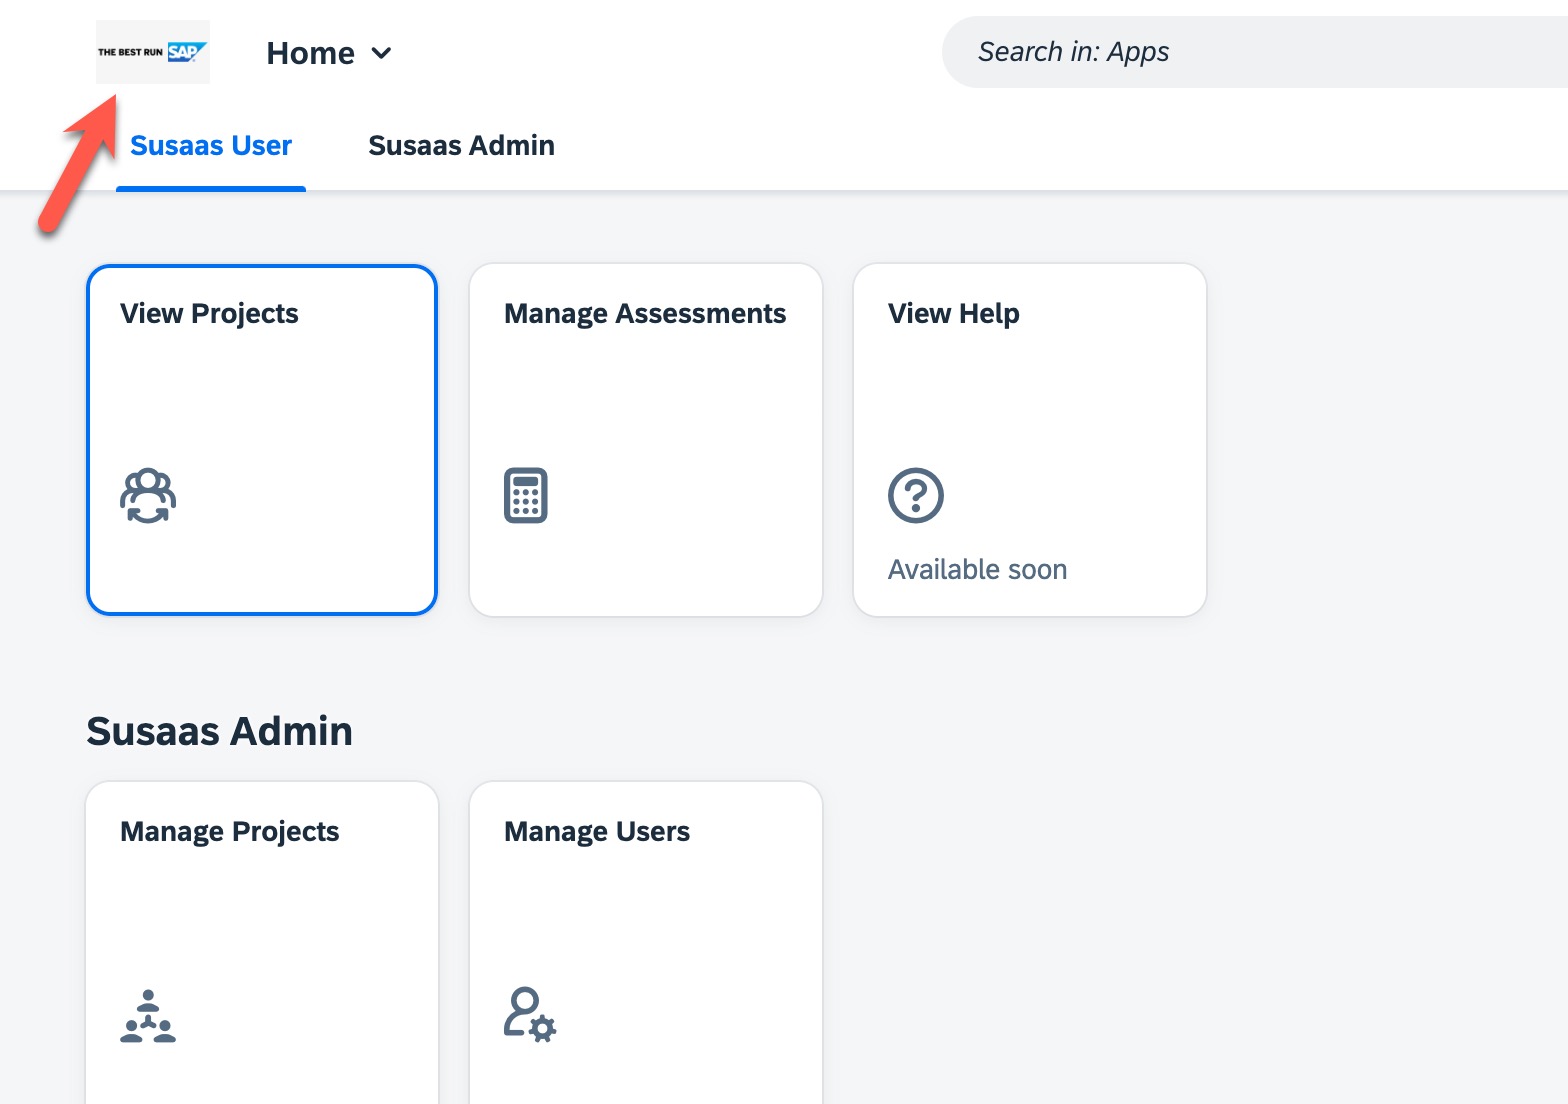 THE BEST RUN SAP
Home
Search in: Apps
Susaas User
Susaas Admin
View Projects
Manage Assessments
View Help
Available soon
Susaas Admin
Manage Projects
Manage Users